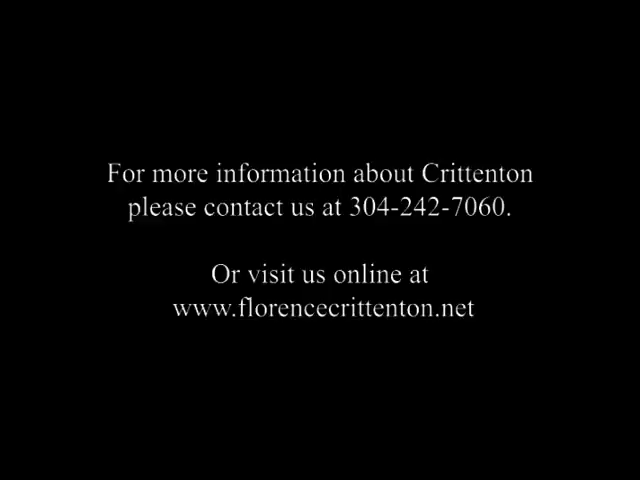 For more information about Crittenton
please contact us at 304-242-7060.
Or visit us online at
www.florencecrittenton.net